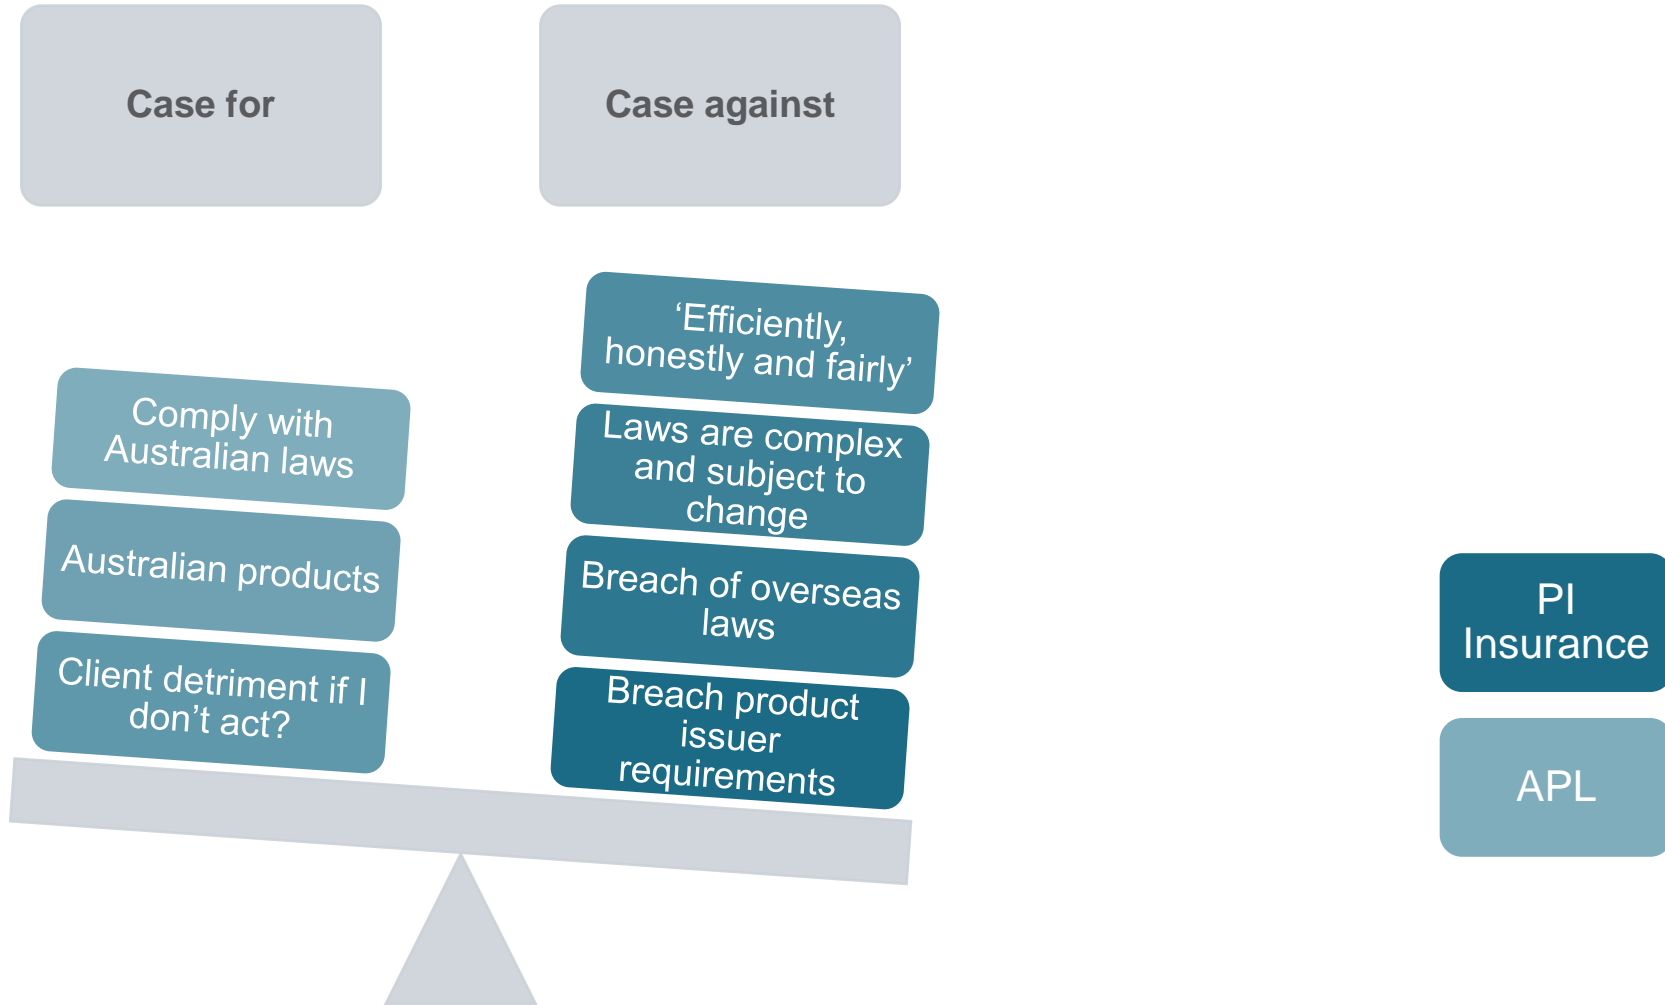 Case for
Case against
Comply with
Australian laws
Australian products
Client detriment if I
don’t act?
‘Efficiently,
honestly and fairly’
Laws are complex
and subject to
change
Breach of overseas
laws
Breach product
issuer
requirements
PI
Insurance
APL